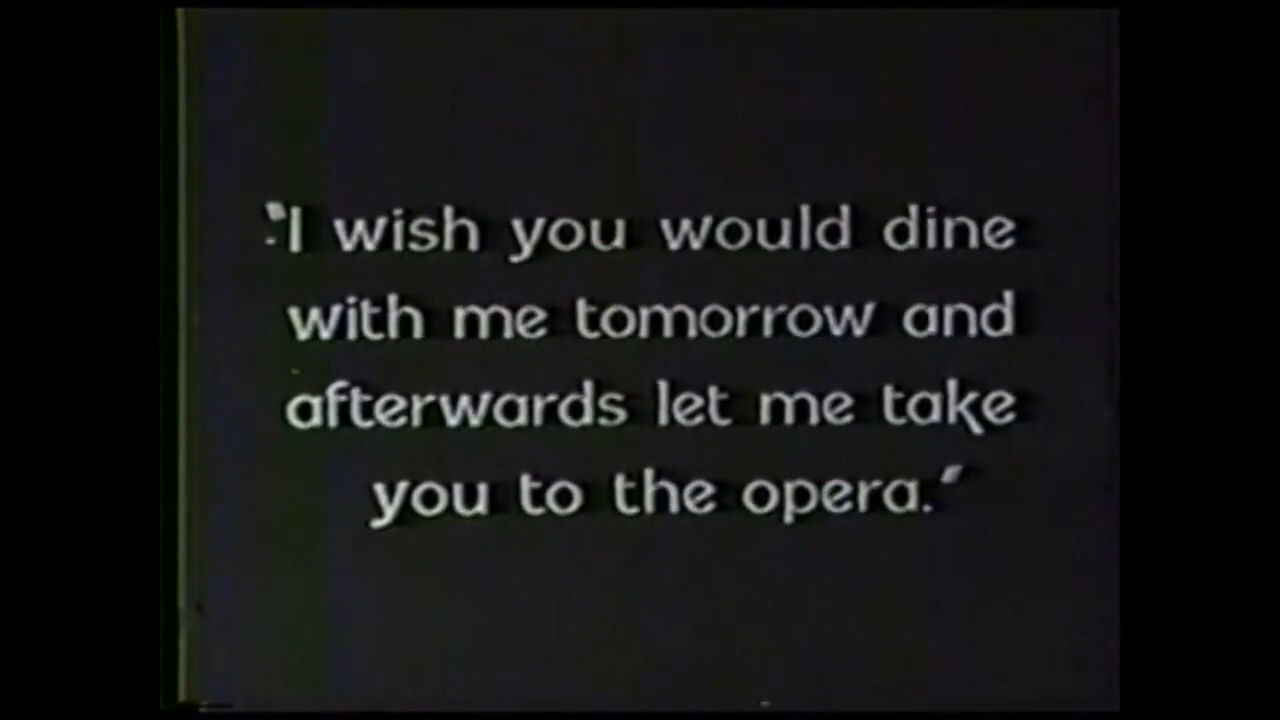 "I wish you would dine
with me tomorrow and
afterwards let me take
you to the opera."